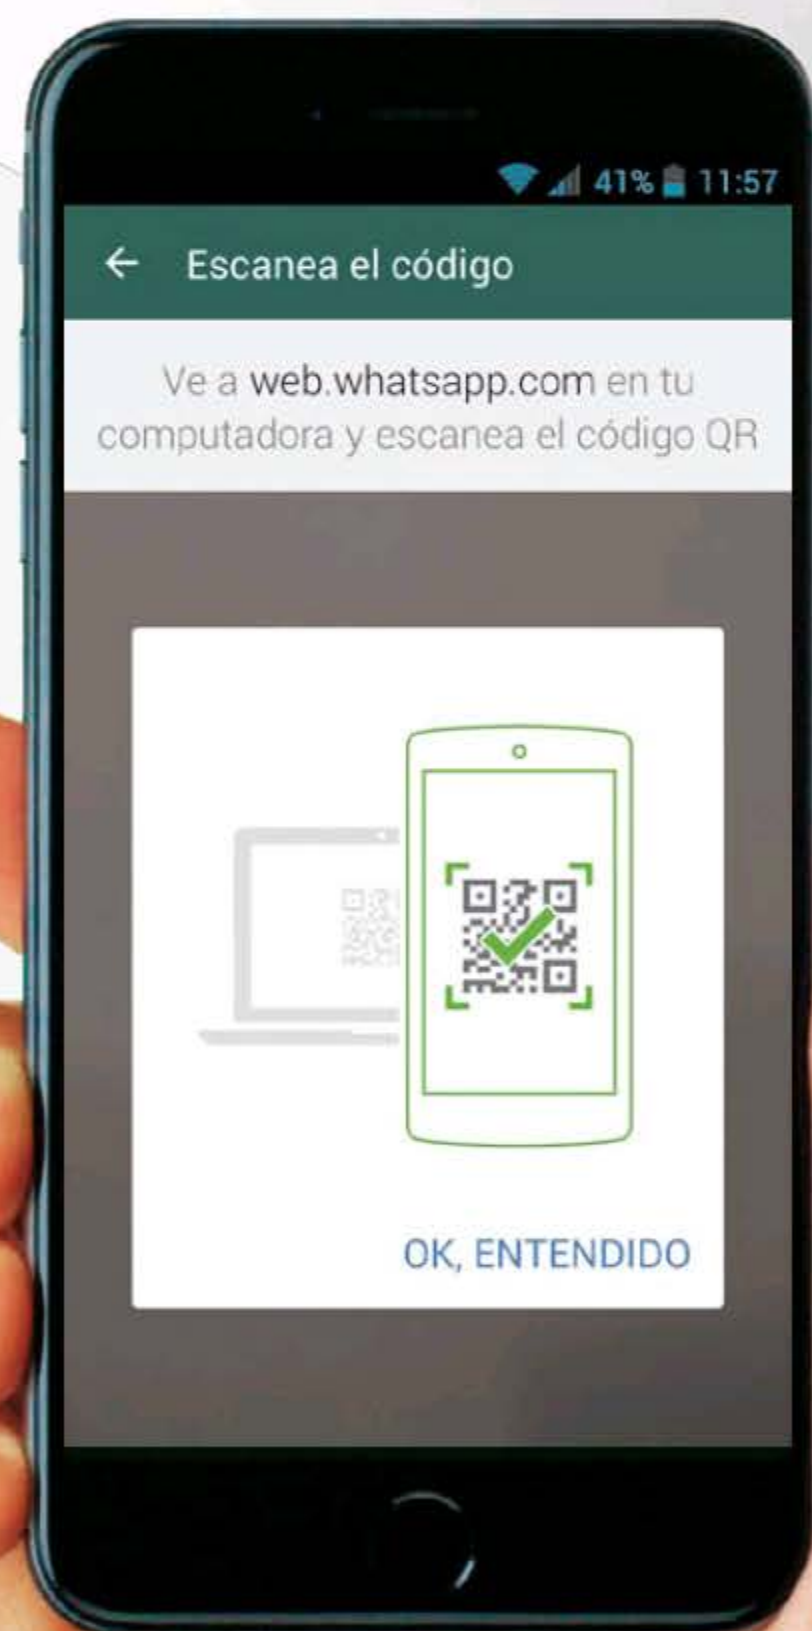 41% 11:57
← Escanea el código
Ve a web.whatsapp.com en tu
computadora y escanea el código QR
OK, ENTENDIDO